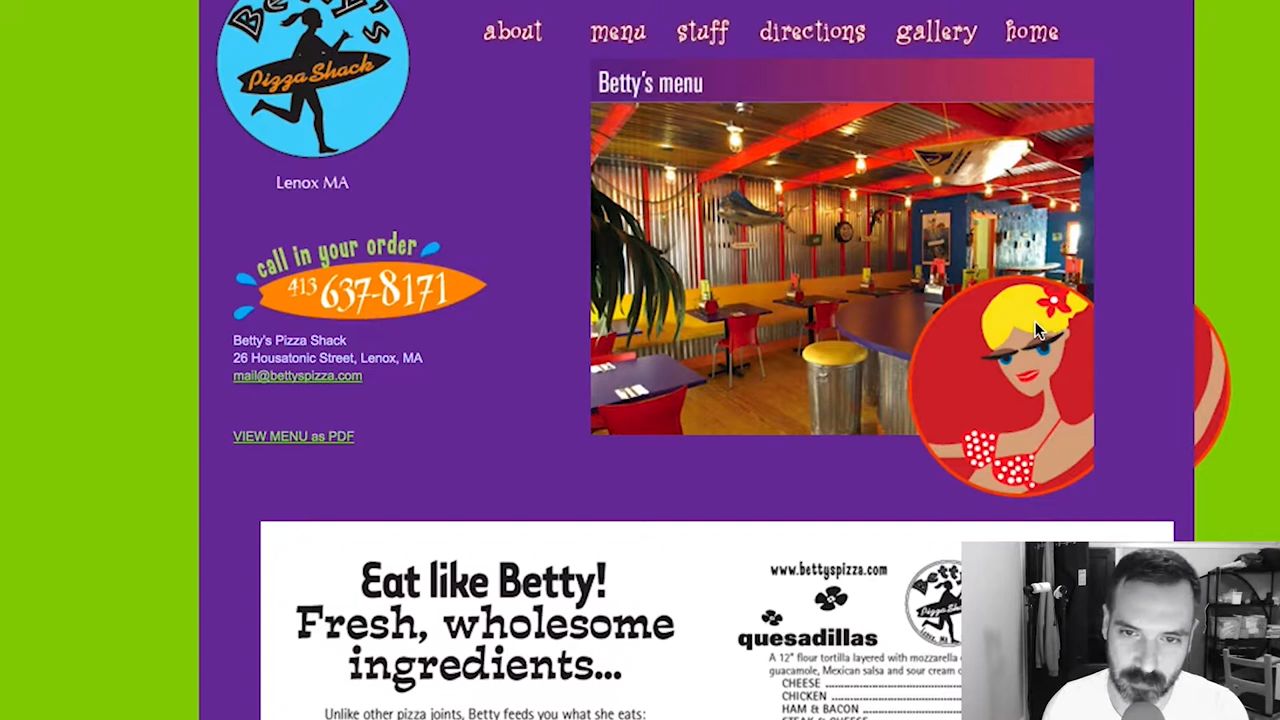 Betty's
Pizza Shack
Lenox MA
about menu stuff directions gallery home
Betty's menu
call in your order
413 637-8171
Betty's Pizza Shack
26 Housatonic Street, Lenox, MA
mail@bettyspizza.com
VIEW MENU as PDF
Eat like Betty!
Fresh, wholesome
ingredients...
Unlike other pizza joints, Betty feeds you what she eats:
www.bettyspizza.com
quesadillas
A 12" flour tortilla layered with mozzarella
guacamole, Mexican salsa and sour cream
CHEESE
CHICKEN
HAM & BACON
STEAK & CHEESE